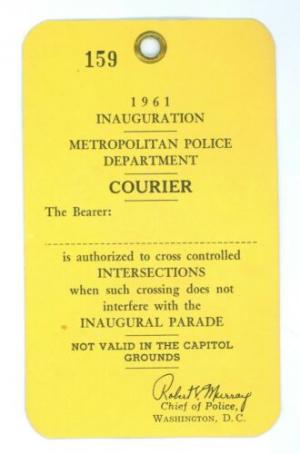 159
1961
INAUGURATION
METROPOLITAN POLICE
DEPARTMENT
COURIER
The Bearer:
is authorized to cross controlled
INTERSECTIONS
when such crossing does not
interfere with the
INAUGURAL PARADE
NOT VALID IN THE CAPITOL
GROUNDS
Robert V. Murray
Chief of Police,
WASHINGTON, D. C.